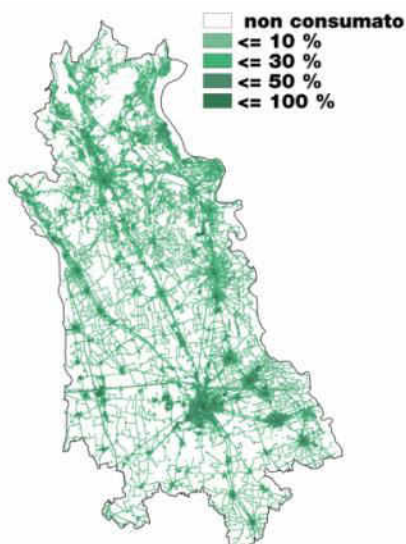 non consumato
<= 10 %
<= 30 %
<= 50 %
<= 100 %